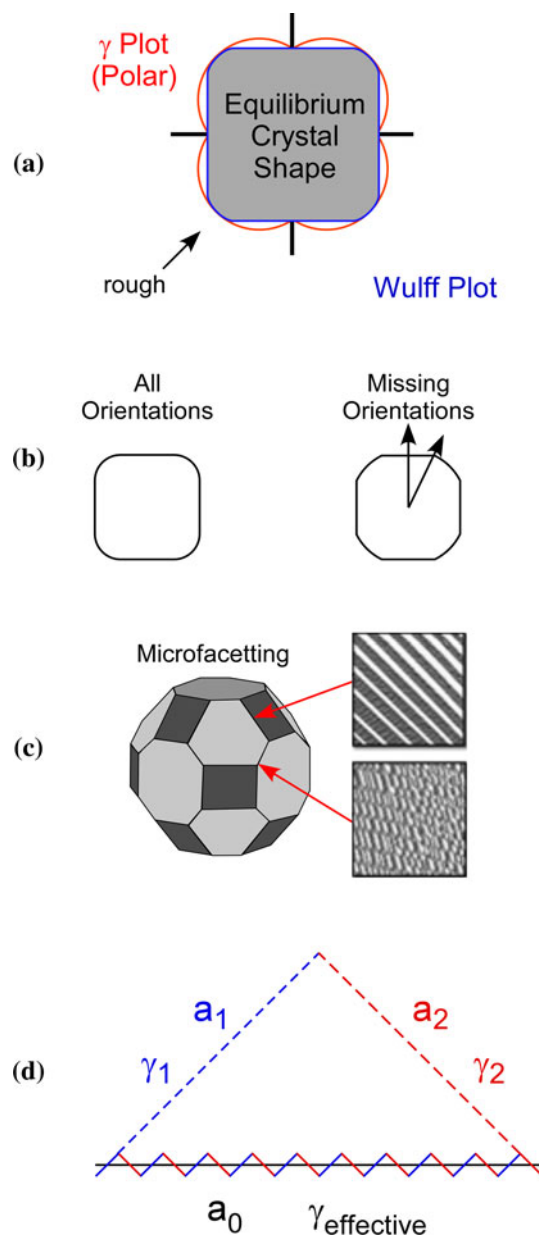 γ Plot
(Polar)
Equilibrium
Crystal
Shape
(a)
rough
Wulff Plot
All
Orientations
Missing
Orientations
(b)
Microfacetting
(c)
a1
a2
γ1
γ2
(d)
a0
γeffective